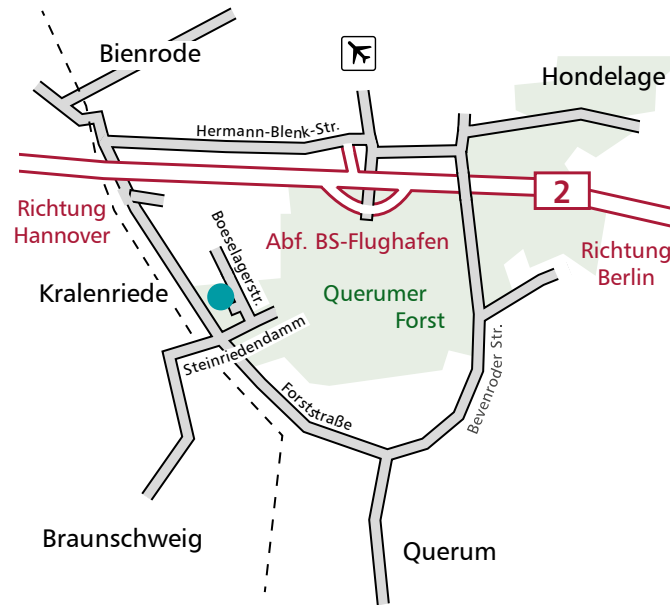 Bienrode
Hondelage
Hermann-Blenk-Str.
2
Richtung
Hannover
Boeselagerstr.
Abf. BS-Flughafen
Richtung
Berlin
Kralenriede
Querumer
Forst
Steinriedendamm
Bevenroder Str.
Forststraße
Braunschweig
Querum